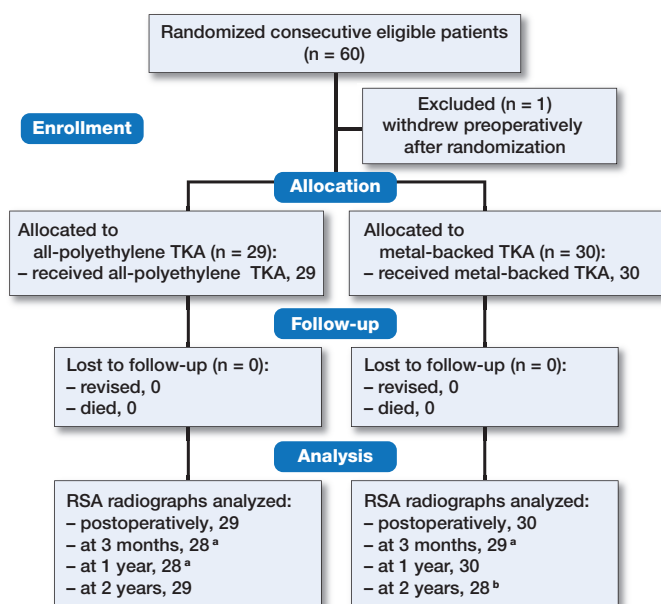 Randomized consecutive eligible patients
(n = 60)
Excluded (n = 1)
withdrew preoperatively
after randomization
Enrollment
Allocation
Allocated to
all-polyethylene TKA (n = 29):
– received all-polyethylene TKA, 29
Allocated to
metal-backed TKA (n = 30):
– received metal-backed TKA, 30
Follow-up
Lost to follow-up (n = 0):
– revised, 0
– died, 0
Lost to follow-up (n = 0):
– revised, 0
– died, 0
Analysis
RSA radiographs analyzed:
– postoperatively, 29
– at 3 months, 28 a
– at 1 year, 28 a
– at 2 years, 29
RSA radiographs analyzed:
– postoperatively, 30
– at 3 months, 29 a
– at 1 year, 30
– at 2 years, 28 b